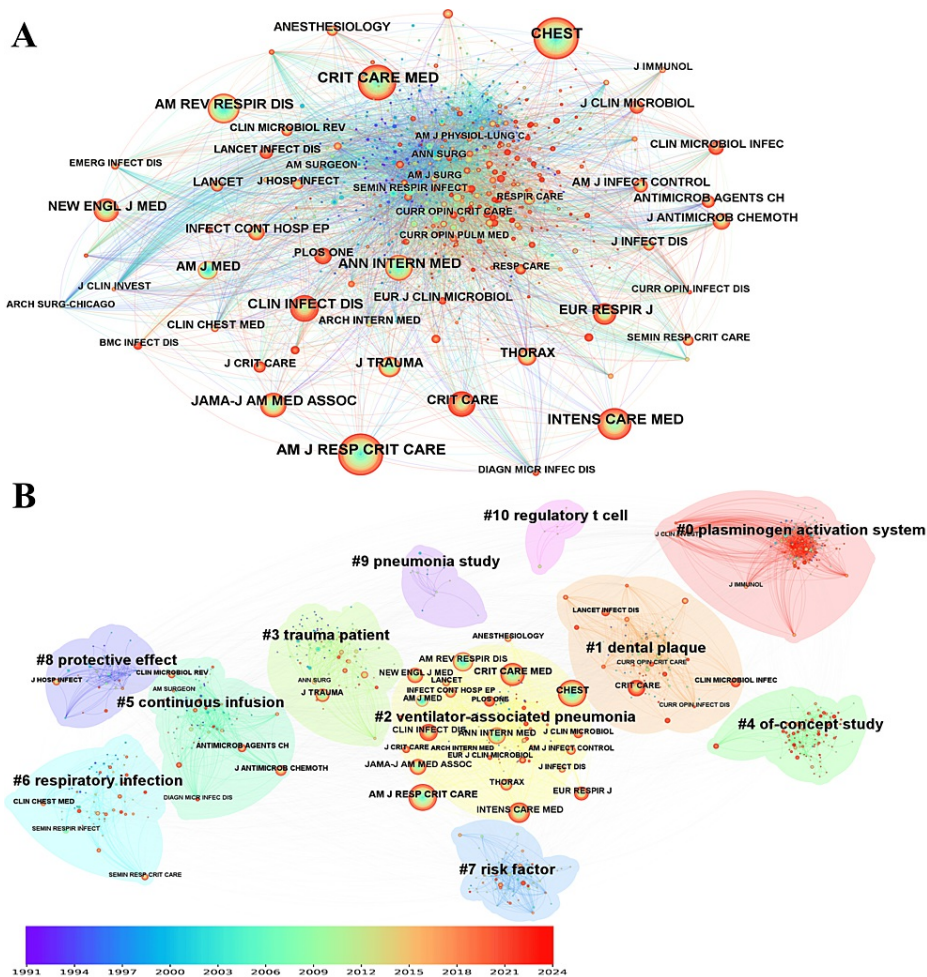 A
ANESTHESIOLOGY
CHEST
CRIT CARE MED
J IMMUNOL
AM REV RESPIR DIS
J CLIN MICROBIOL
CLIN MICROBIOL REV
AM J PHYSIOL-LUNG C
LANCET INFECT DIS
ANN SURG
CLIN MICROBIOL INFEC
EMERG INFECT DIS
AM SURGEON
AM J SURG
LANCET
J HOSP INFECT
SEMIN RESPIR INFECT
AM J INFECT CONTROL
RESPIR CARE
ANTIMICROB AGENTS CH
NEW ENGL J MED
CURR OPIN CRIT CARE
J ANTIMICROB CHEMOTH
INFECT CONT HOSP EP
CURR OPIN PULM MED
J INFECT DIS
PLOS ONE
AM J MED
ANN INTERN MED
RESP CARE
J CLIN INVEST
CURR OPIN INFECT DIS
ARCH SURG-CHICAGO
CLIN INFECT DIS
EUR J CLIN MICROBIOL
EUR RESPIR J
CLIN CHEST MED
ARCH INTERN MED
BMC INFECT DIS
SEMIN RESP CRIT CARE
J CRIT CARE
J TRAUMA
THORAX
JAMA-J AM MED ASSOC
CRIT CARE
INTENS CARE MED
AM J RESP CRIT CARE
DIAGN MICR INFEC DIS
B
#10 regulatory t cell
#0 plasminogen activation system
J CLIN INVEST
#9 pneumonia study
J IMMUNOL
LANCET INFECT DIS
#3 trauma patient
ANESTHESIOLOGY
#1 dental plaque
#8 protective effect
AM REV RESPIR DIS
CURR OPIN CRIT CARE
CLIN MICROBIOL REV
NEW ENGL J MED
CRIT CARE MED
J HOSP INFECT
ANN SURG
LANCET
CLIN MICROBIOL INFEC
AM SURGEON
J TRAUMA
INFECT CONT HOSP EP
CHEST
CRIT CARE
#5 continuous infusion
AM J MED
PLOS ONE
CURR OPIN INFECT DIS
#2 ventilator-associated pneumonia
#4 of-concept study
CLIN INFECT DIS
ANN INTERN MED
J CLIN MICROBIOL
ANTIMICROB AGENTS CH
J CRIT CARE
ARCH INTERN MED
AM J INFECT CONTROL
EUR J CLIN MICROBIOL
J ANTIMICROB CHEMOTH
JAMA-J AM MED ASSOC
J INFECT DIS
#6 respiratory infection
THORAX
CLIN CHEST MED
DIAGN MICR INFEC DIS
AM J RESP CRIT CARE
EUR RESPIR J
INTENS CARE MED
SEMIN RESPIR INFECT
#7 risk factor
SEMIN RESP CRIT CARE
1991 1994 1997 2000 2003 2006 2009 2012 2015 2018 2021 2024